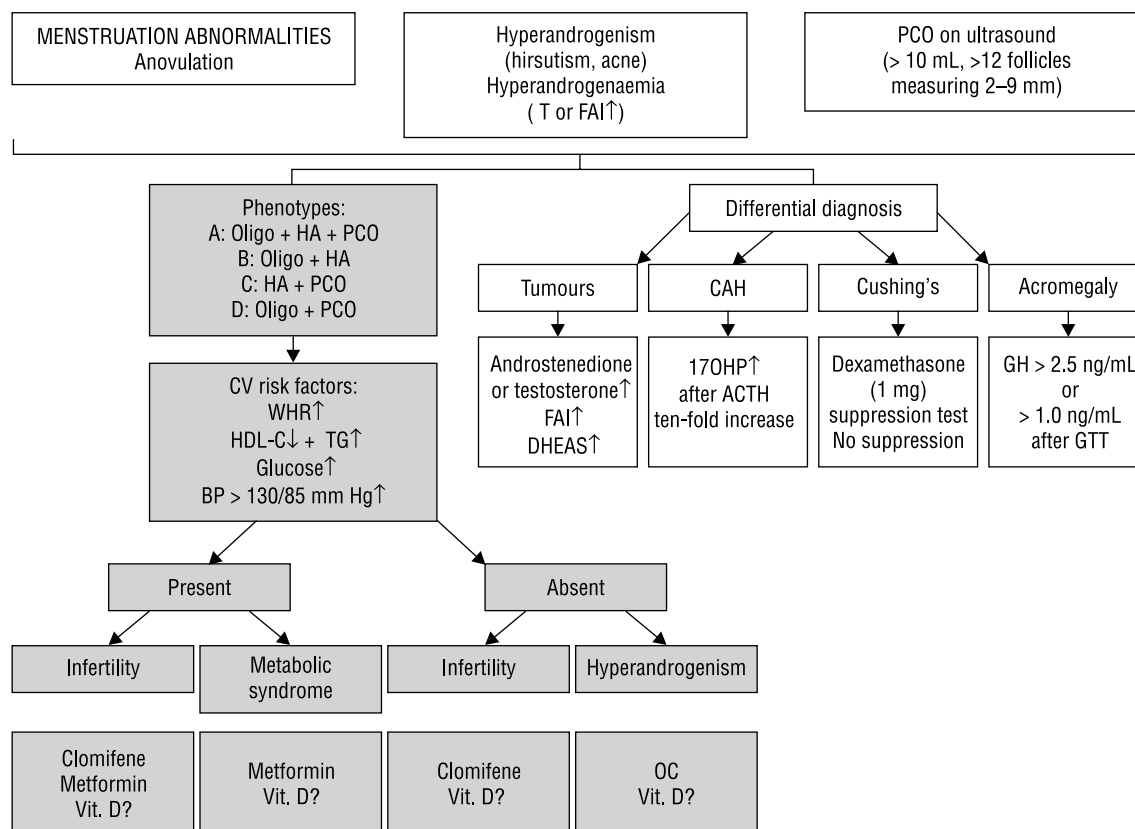 MENSTRUATION ABNORMALITIES
Anovulation
Hyperandrogenism
(hirsutism, acne)
Hyperandrogenaemia
( T or FAI↑)
PCO on ultrasound
(> 10 mL, >12 follicles
measuring 2–9 mm)
Phenotypes:
A: Oligo + HA + PCO
B: Oligo + HA
C: HA + PCO
D: Oligo + PCO
Differential diagnosis
Tumours
CAH
Cushing's
Acromegaly
Androstenedione
or testosterone↑
FAI↑
DHEAS↑
17OHP↑
after ACTH
ten-fold increase
Dexamethasone
(1 mg)
suppression test
No suppression
GH > 2.5 ng/mL
or
> 1.0 ng/mL
after GTT
CV risk factors:
WHR↑
HDL-C↓ + TG↑
Glucose↑
BP > 130/85 mm Hg↑
Present
Absent
Infertility
Metabolic
syndrome
Infertility
Hyperandrogenism
Clomifene
Metformin
Vit. D?
Metformin
Vit. D?
Clomifene
Vit. D?
OC
Vit. D?